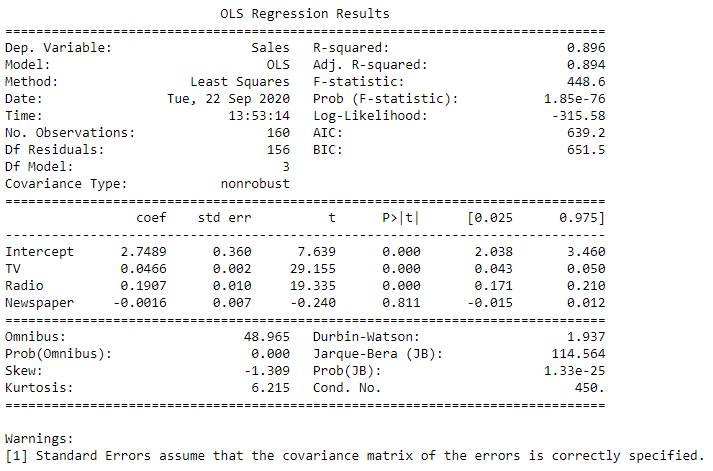 OLS Regression Results
==============================================================================
Dep. Variable: Sales R-squared: 0.896
Model: OLS Adj. R-squared: 0.894
Method: Least Squares F-statistic: 448.6
Date: Tue, 22 Sep 2020 Prob (F-statistic): 1.85e-76
Time: 13:53:14 Log-Likelihood: -315.58
No. Observations: 160 AIC: 639.2
Df Residuals: 156 BIC: 651.5
Df Model: 3
Covariance Type: nonrobust
==============================================================================
coef std err t P>|t| [0.025 0.975]
------------------------------------------------------------------------------
Intercept 2.7489 0.360 7.639 0.000 2.038 3.460
TV 0.0466 0.002 29.155 0.000 0.043 0.050
Radio 0.1907 0.010 19.335 0.000 0.171 0.210
Newspaper -0.0016 0.007 -0.240 0.811 -0.015 0.012
==============================================================================
Omnibus: 48.965 Durbin-Watson: 1.937
Prob(Omnibus): 0.000 Jarque-Bera (JB): 114.564
Skew: -1.309 Prob(JB): 1.33e-25
Kurtosis: 6.215 Cond. No. 450.
==============================================================================
Warnings:
[1] Standard Errors assume that the covariance matrix of the errors is correctly specified.